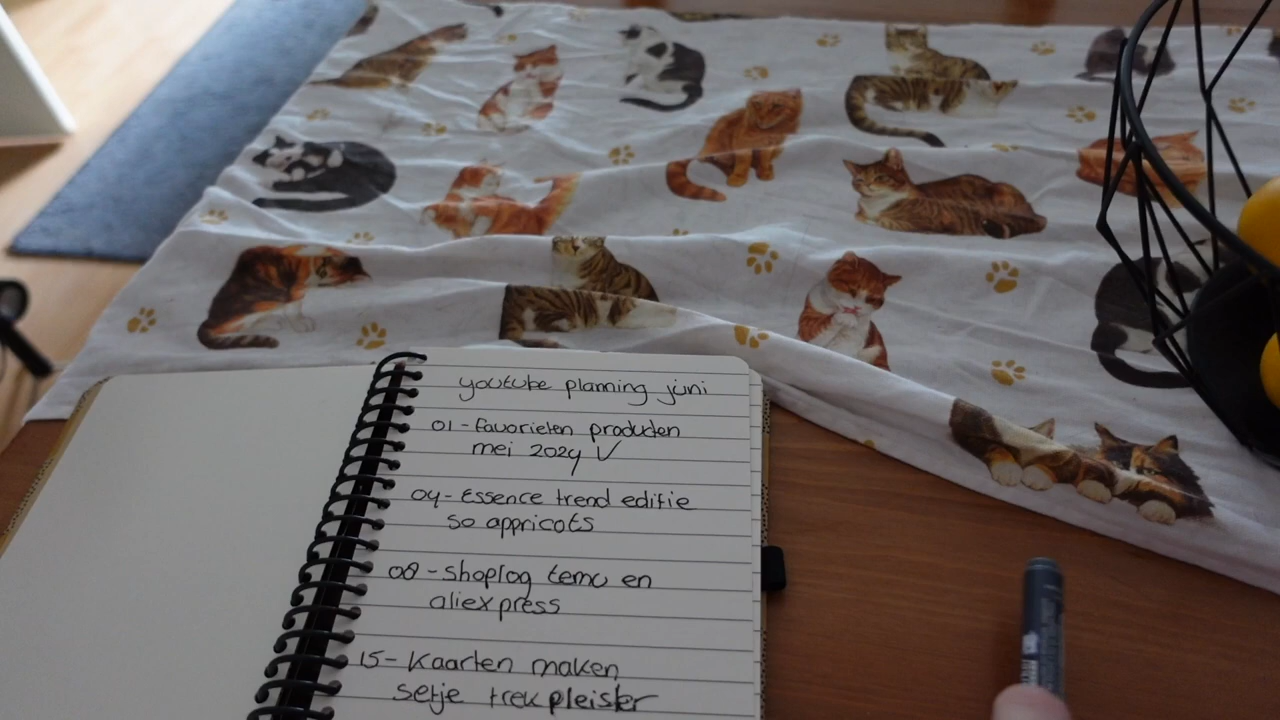 youtube planning juni
01 - favorieten producten
mei 2024 V
04 - Essence trend editie
so appricots
08 - shoplog temu en
aliexpress
15 - Kaarten maken
setje trekpleister